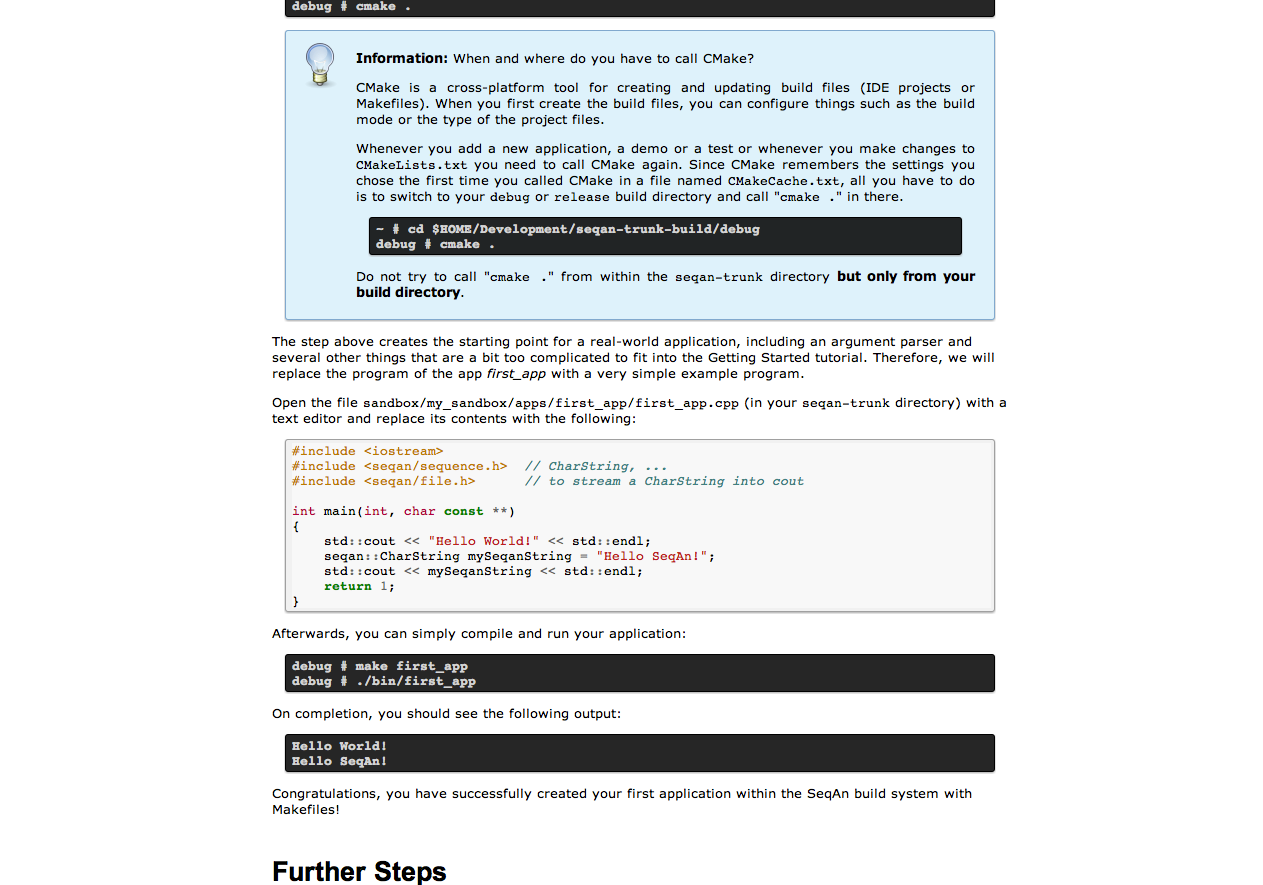 debug # cmake .
Information: When and where do you have to call CMake?
CMake is a cross-platform tool for creating and updating build files (IDE projects or
Makefiles). When you first create the build files, you can configure things such as the build
mode or the type of the project files.
Whenever you add a new application, a demo or a test or whenever you make changes to
CMakeLists.txt you need to call CMake again. Since CMake remembers the settings you
chose the first time you called CMake in a file named CMakeCache.txt, all you have to do
is to switch to your debug or release build directory and call "cmake ." in there.
~ # cd $HOME/Development/seqan-trunk-build/debug
debug # cmake .
Do not try to call "cmake ." from within the seqan-trunk directory but only from your
build directory.
The step above creates the starting point for a real-world application, including an argument parser and
several other things that are a bit too complicated to fit into the Getting Started tutorial. Therefore, we will
replace the program of the app first_app with a very simple example program.
Open the file sandbox/my_sandbox/apps/first_app/first_app.cpp (in your seqan-trunk directory) with a
text editor and replace its contents with the following:
#include <iostream>
#include <seqan/sequence.h>  // CharString, ...
#include <seqan/file.h>      // to stream a CharString into cout
int main(int, char const **)
{
    std::cout << "Hello World!" << std::endl;
    seqan::CharString mySeqanString = "Hello SeqAn!";
    std::cout << mySeqanString << std::endl;
    return 1;
}
Afterwards, you can simply compile and run your application:
debug # make first_app
debug # ./bin/first_app
On completion, you should see the following output:
Hello World!
Hello SeqAn!
Congratulations, you have successfully created your first application within the SeqAn build system with
Makefiles!
Further Steps